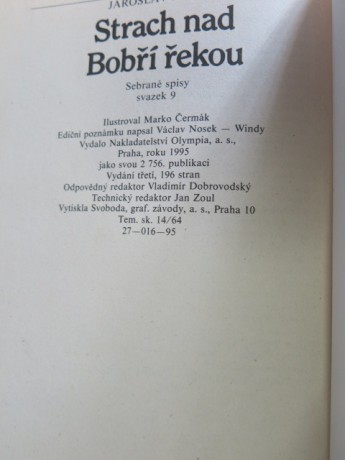 JAROSLAV
Strach nad
Bobří řekou
Sebrané spisy
svazek 9
Ilustroval Marko Čermák
Ediční poznámku napsal Václav Nosek — Windy
Vydalo Nakladatelství Olympia, a. s.,
Praha, roku 1995
jako svou 2 756. publikaci
Vydání třetí, 196 stran
Odpovědný redaktor Vladimír Dobrovodský
Technický redaktor Jan Zoul
Vytiskla Svoboda, graf. závody, a. s., Praha 10
Tem. sk. 14/64
27—016—95